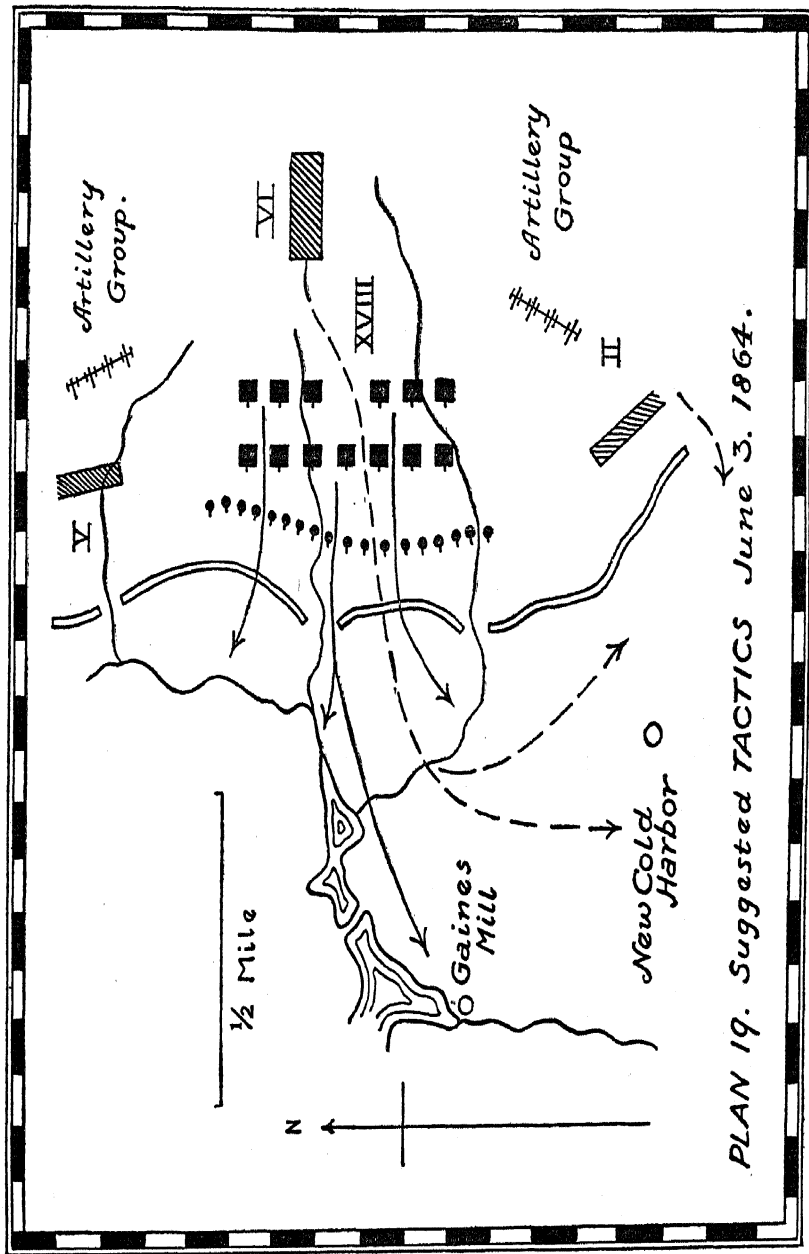 Artillery
Group.
V
½ Mile
VI
N
XVIII
Gaines
Mill
Artillery
Group
II
New Cold
Harbor
PLAN 19. Suggested TACTICS June 3. 1864.